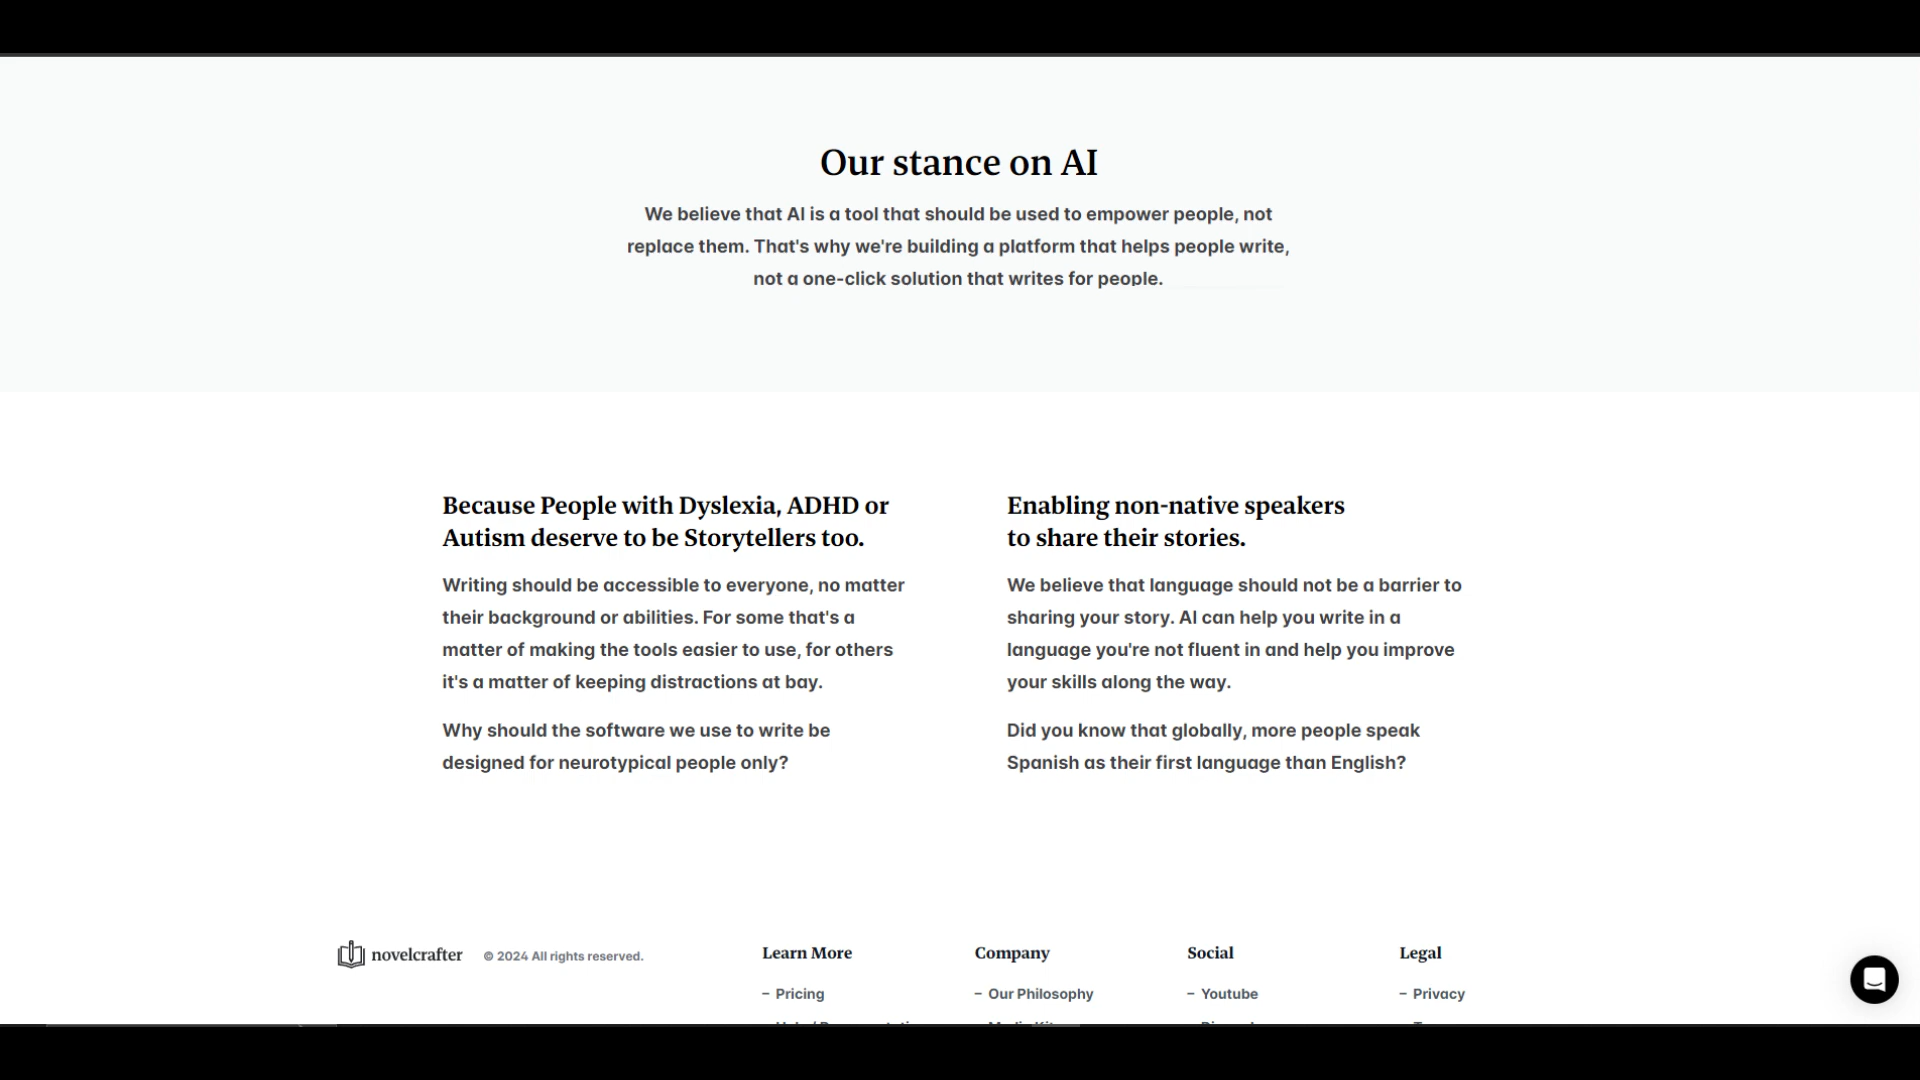 Our stance on AI
We believe that AI is a tool that should be used to empower people, not
replace them. That's why we're building a platform that helps people write,
not a one-click solution that writes for people.
Because People with Dyslexia, ADHD or
Autism deserve to be Storytellers too.
Writing should be accessible to everyone, no matter
their background or abilities. For some that's a
matter of making the tools easier to use, for others
it's a matter of keeping distractions at bay.
Why should the software we use to write be
designed for neurotypical people only?
Enabling non-native speakers
to share their stories.
We believe that language should not be a barrier to
sharing your story. AI can help you write in a
language you're not fluent in and help you improve
your skills along the way.
Did you know that globally, more people speak
Spanish as their first language than English?
novelcrafter © 2024 All rights reserved.
Learn More
– Pricing
Company
– Our Philosophy
Social
– Youtube
Legal
– Privacy